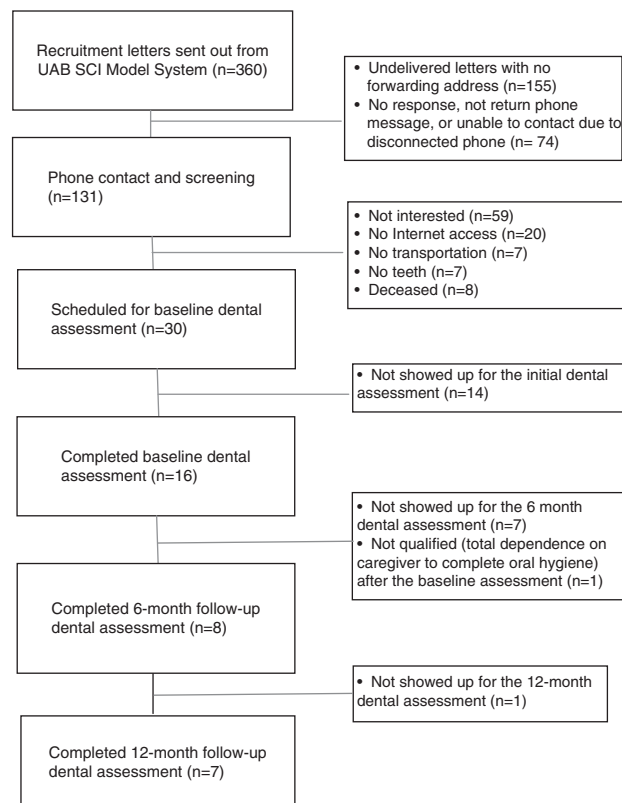 Recruitment letters sent out from
UAB SCI Model System (n=360)
• Undelivered letters with no
forwarding address (n=155)
• No response, not return phone
message, or unable to contact due to
disconnected phone (n= 74)
Phone contact and screening
(n=131)
• Not interested (n=59)
• No Internet access (n=20)
• No transportation (n=7)
• No teeth (n=7)
• Deceased (n=8)
Scheduled for baseline dental
assessment (n=30)
• Not showed up for the initial dental
assessment (n=14)
Completed baseline dental
assessment (n=16)
• Not showed up for the 6 month
dental assessment (n=7)
• Not qualified (total dependence on
caregiver to complete oral hygiene)
after the baseline assessment (n=1)
Completed 6-month follow-up
dental assessment (n=8)
• Not showed up for the 12-month
dental assessment (n=1)
Completed 12-month follow-up
dental assessment (n=7)